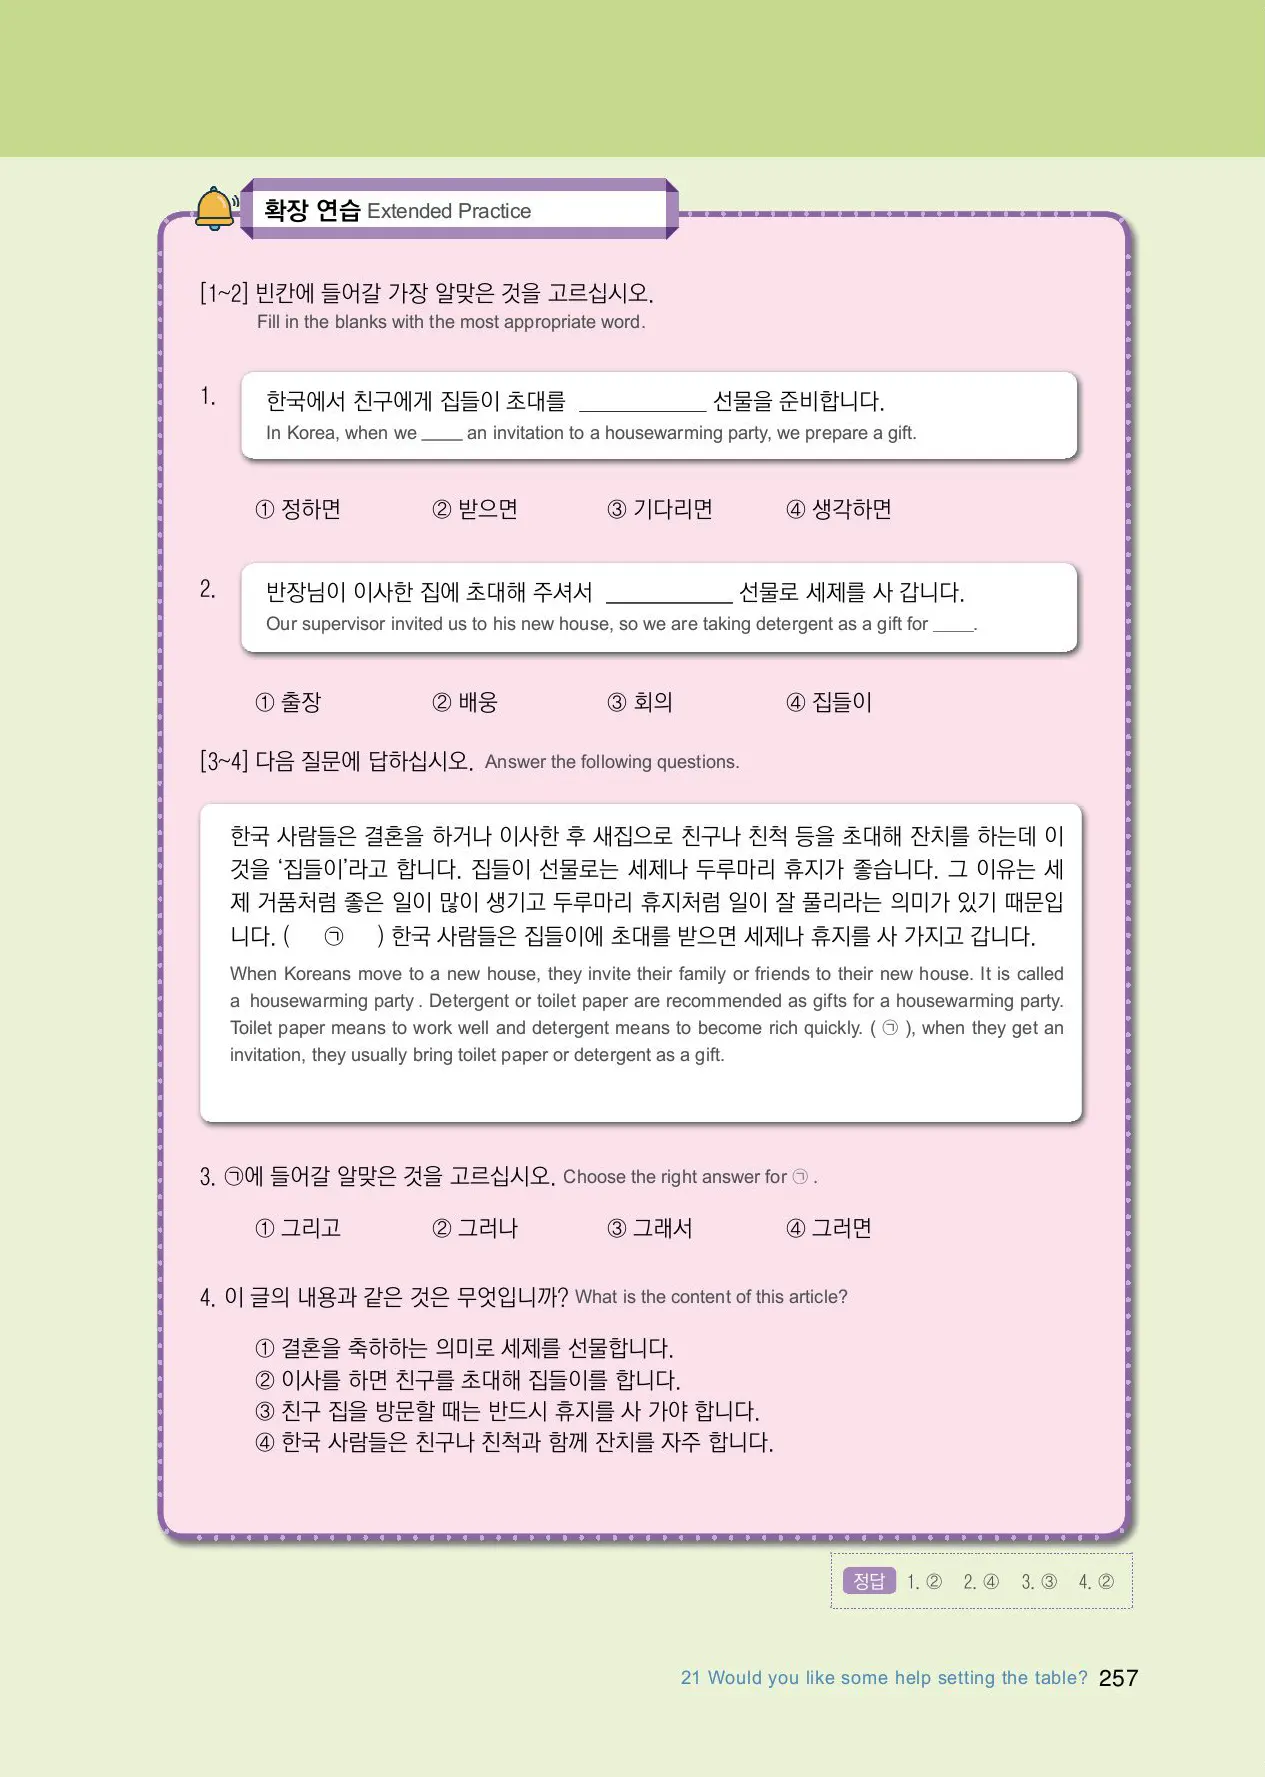 확장 연습 Extended Practice
[1~2] 빈칸에 들어갈 가장 알맞은 것을 고르십시오.
Fill in the blanks with the most appropriate word.
1.
한국에서 친구에게 집들이 초대를 ____________ 선물을 준비합니다.
In Korea, when we ____ an invitation to a housewarming party, we prepare a gift.
① 정하면 ② 받으면 ③ 기다리면 ④ 생각하면
2.
반장님이 이사한 집에 초대해 주셔서 ____________ 선물로 세제를 사 갑니다.
Our supervisor invited us to his new house, so we are taking detergent as a gift for ____.
① 출장 ② 배웅 ③ 회의 ④ 집들이
[3~4] 다음 질문에 답하십시오. Answer the following questions.
한국 사람들은 결혼을 하거나 이사한 후 새집으로 친구나 친척 등을 초대해 잔치를 하는데 이
것을 ‘집들이’라고 합니다. 집들이 선물로는 세제나 두루마리 휴지가 좋습니다. 그 이유는 세
제 거품처럼 좋은 일이 많이 생기고 두루마리 휴지처럼 일이 잘 풀리라는 의미가 있기 때문입
니다. ( ㉠ ) 한국 사람들은 집들이에 초대를 받으면 세제나 휴지를 사 가지고 갑니다.
When Koreans move to a new house, they invite their family or friends to their new house. It is called
a housewarming party . Detergent or toilet paper are recommended as gifts for a housewarming party.
Toilet paper means to work well and detergent means to become rich quickly. ( ㉠ ), when they get an
invitation, they usually bring toilet paper or detergent as a gift.
3. ㉠에 들어갈 알맞은 것을 고르십시오. Choose the right answer for ㉠ .
① 그리고 ② 그러나 ③ 그래서 ④ 그러면
4. 이 글의 내용과 같은 것은 무엇입니까? What is the content of this article?
① 결혼을 축하하는 의미로 세제를 선물합니다.
② 이사를 하면 친구를 초대해 집들이를 합니다.
③ 친구 집을 방문할 때는 반드시 휴지를 사 가야 합니다.
④ 한국 사람들은 친구나 친척과 함께 잔치를 자주 합니다.
정답 1. ② 2. ④ 3. ③ 4. ②
21 Would you like some help setting the table? 257